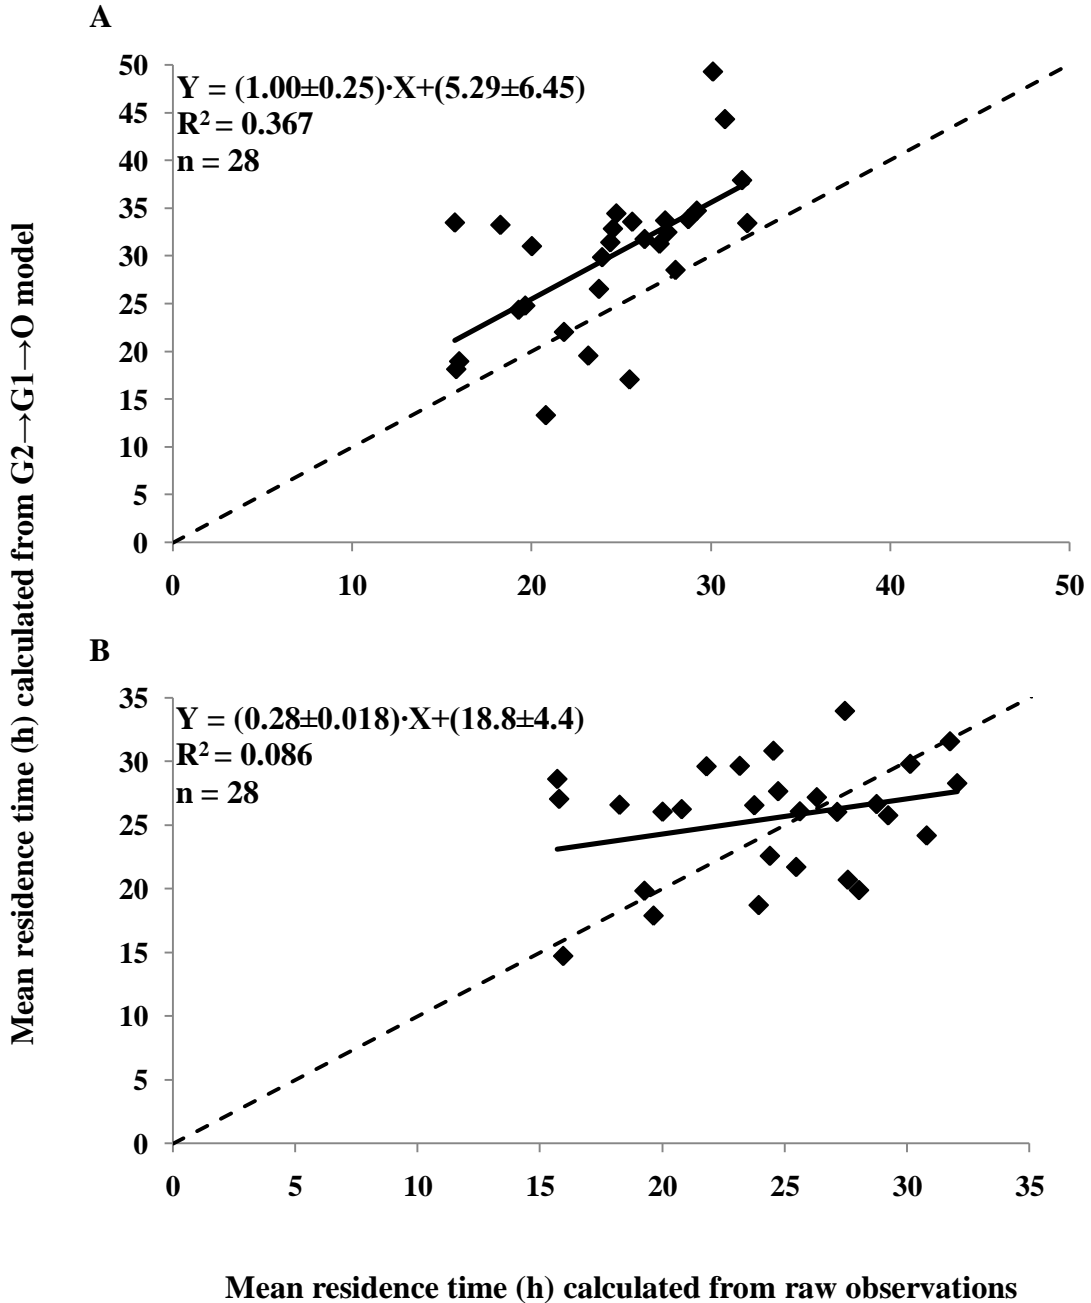 A
Y = (1.00±0.25)·X+(5.29±6.45)
R² = 0.367
n = 28
50
45
40
35
30
25
20
15
10
5
0
0 10 20 30 40 50
Mean residence time (h) calculated from G2→G1→O model
B
Y = (0.28±0.018)·X+(18.8±4.4)
R² = 0.086
n = 28
35
30
25
20
15
10
5
0
0 5 10 15 20 25 30 35
Mean residence time (h) calculated from raw observations